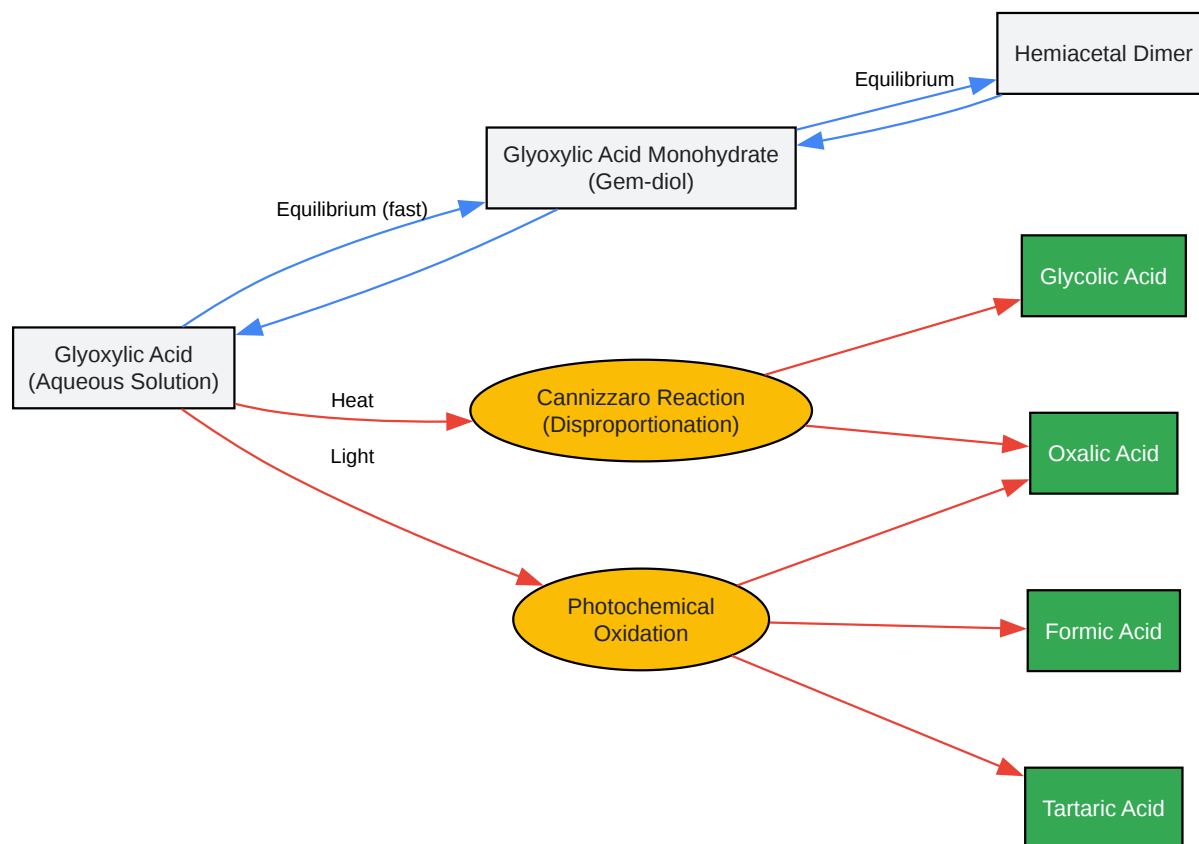 Hemiacetal Dimer
Equilibrium
Glyoxylic Acid Monohydrate
(Gem-diol)
Equilibrium (fast)
Glycolic Acid
Glyoxylic Acid
(Aqueous Solution)
Heat
Cannizzaro Reaction
(Disproportionation)
Light
Oxalic Acid
Photochemical
Oxidation
Formic Acid
Tartaric Acid